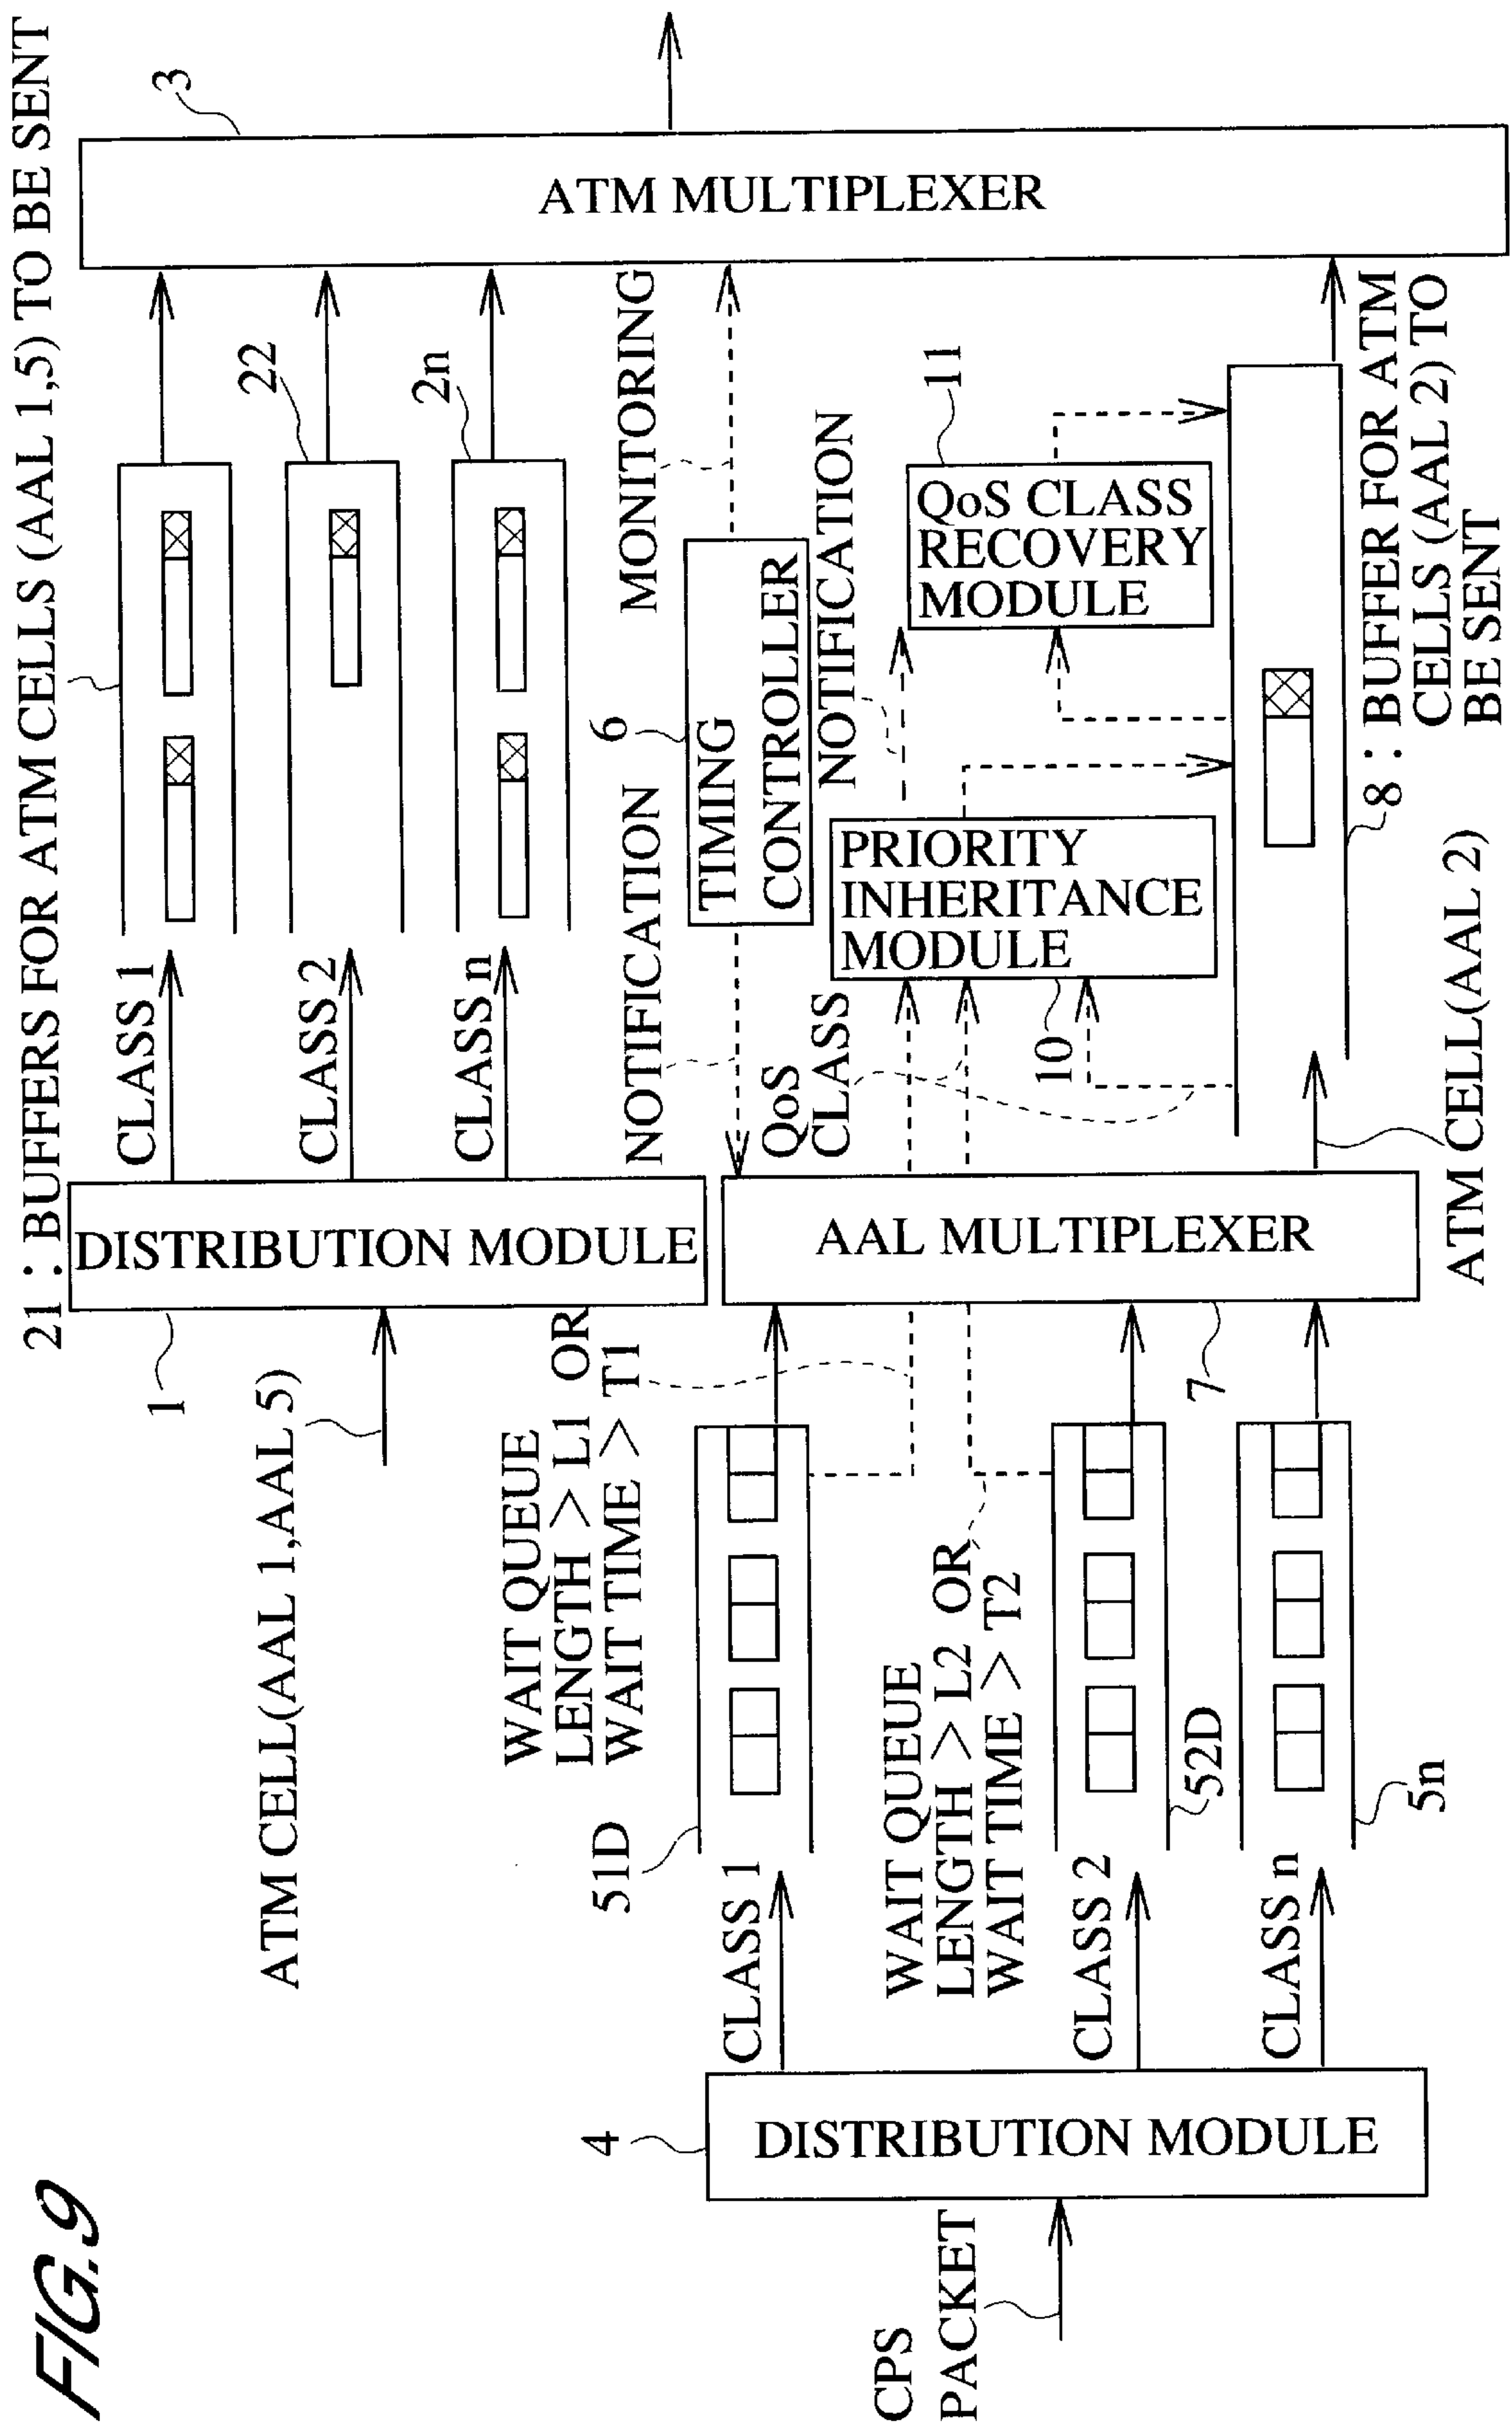 FIG.9
21 : BUFFERS FOR ATM CELLS (AAL 1,5) TO BE SENT
1
DISTRIBUTION MODULE
ATM CELL(AAL 1,AAL 5)
CLASS 1
CLASS 2
22
CLASS n
2n
3
ATM MULTIPLEXER
MONITORING
6
TIMING
CONTROLLER
NOTIFICATION
WAIT QUEUE
LENGTH > L1 OR
WAIT TIME > T1
51D
CLASS 1
WAIT QUEUE
LENGTH > L2 OR
WAIT TIME > T2
CLASS 2
52D
CLASS n
5n
4
DISTRIBUTION MODULE
CPS
PACKET
AAL MULTIPLEXER
7
QoS
CLASS
10
PRIORITY
INHERITANCE
MODULE
NOTIFICATION
11
QoS CLASS
RECOVERY
MODULE
ATM CELL(AAL 2)
8 : BUFFER FOR ATM
CELLS (AAL 2) TO
BE SENT